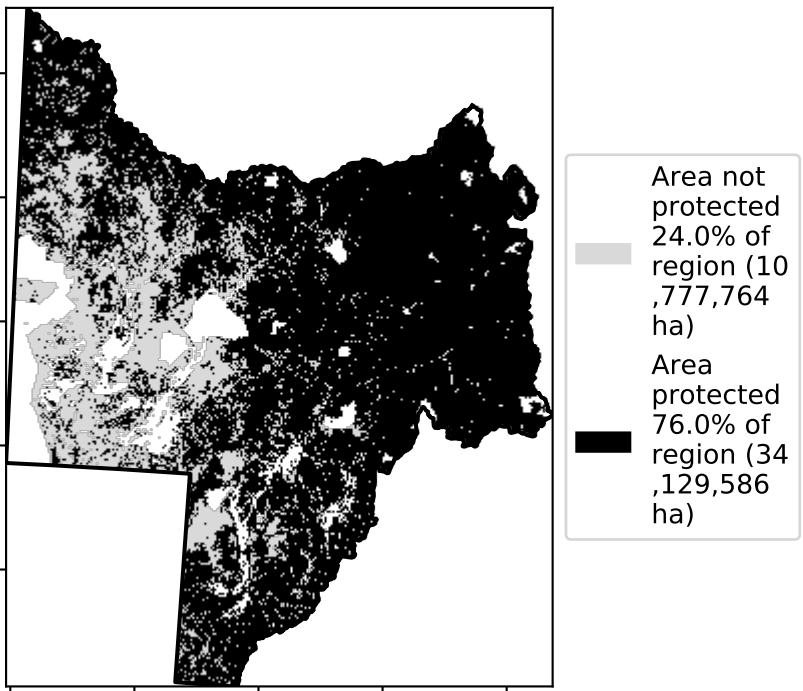 Area not
protected
24.0% of
region (10
,777,764
ha)
Area
protected
76.0% of
region (34
,129,586
ha)